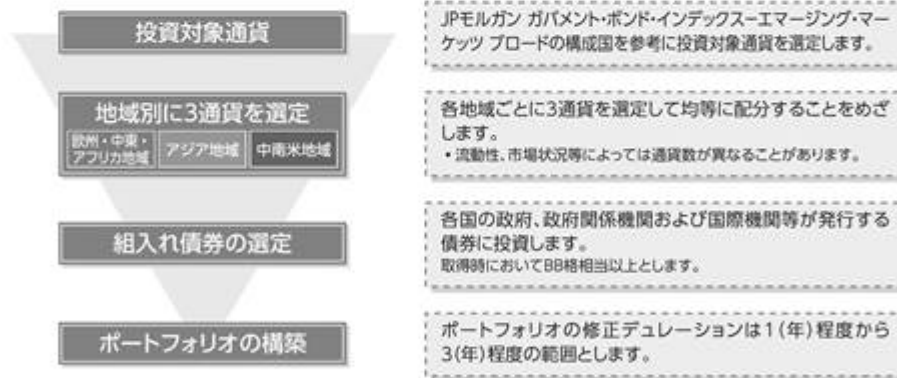 投資対象通貨
JPモルガン ガバメント・ボンド・インデックス－エマージング・マー
ケッツ ブロードの構成国を参考に投資対象通貨を選定します。
地域別に3通貨を選定
欧州・中東・
アフリカ地域
アジア地域
中南米地域
各地域ごとに3通貨を選定して均等に配分することをめざ
します。
・流動性、市場状況等によっては通貨数が異なることがあります。
組入れ債券の選定
各国の政府、政府関係機関および国際機関等が発行する
債券に投資します。
取得時においてBB格相当以上とします。
ポートフォリオの構築
ポートフォリオの修正デュレーションは1(年)程度から
3(年)程度の範囲とします。